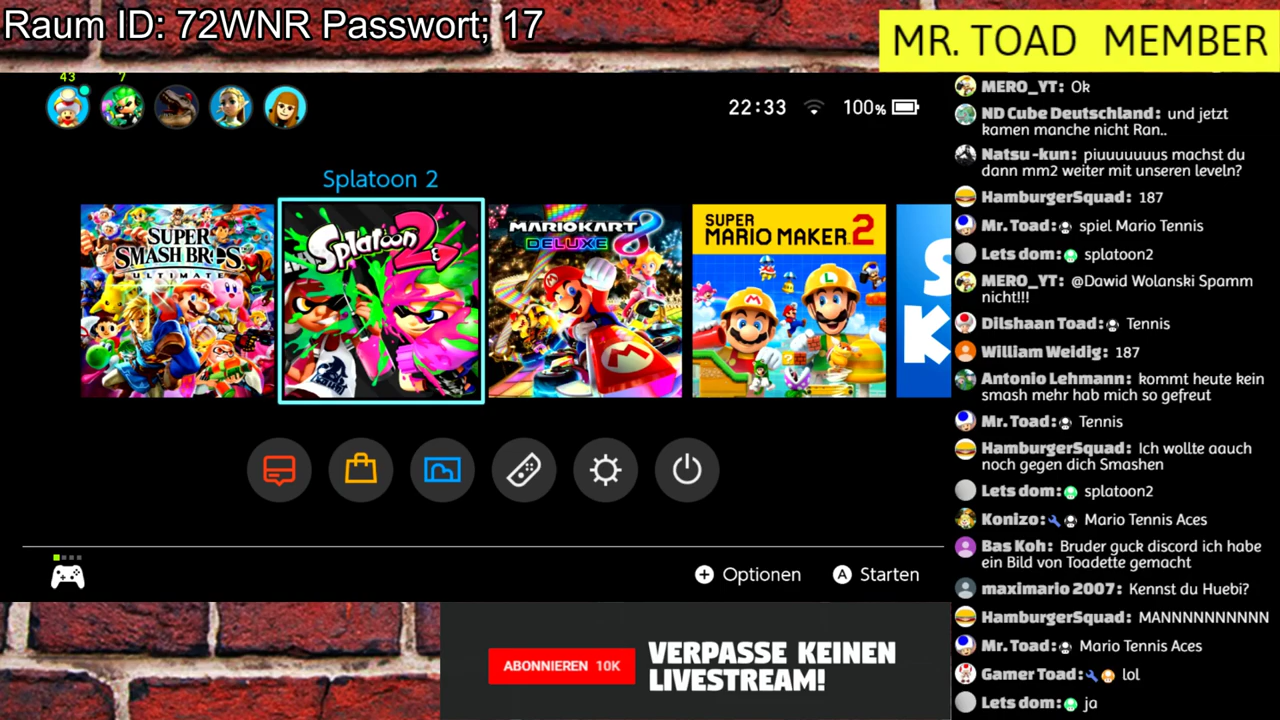 Raum ID: 72WNR Passwort; 17
MR. TOAD MEMBER
43
7
22:33
100%
Splatoon 2
SUPER
SMASH BROS.
ULTIMATE
Splatoon 2
MARIOKART 8
DELUXE
SUPER
MARIO MAKER 2
S
K
Optionen
Starten
ABONNIEREN 10K
VERPASSE KEINEN
LIVESTREAM!
MERO_YT: Ok
ND Cube Deutschland: und jetzt
kamen manche nicht Ran..
Natsu-kun: piuuuuuuus machst du
dann mm2 weiter mit unseren leveln?
HamburgerSquad: 187
Mr. Toad: spiel Mario Tennis
Lets dom: splatoon2
MERO_YT: @Dawid Wolanski Spamm
nicht!!!
Dilshaan Toad: Tennis
William Weidig: 187
Antonio Lehmann: kommt heute kein
smash mehr hab mich so gefreut
Mr. Toad: Tennis
HamburgerSquad: Ich wollte aauch
noch gegen dich Smashen
Lets dom: splatoon2
Konizo: Mario Tennis Aces
Bas Koh: Bruder guck discord ich habe
ein Bild von Toadette gemacht
maximario 2007: Kennst du Huebi?
HamburgerSquad: MANNNNNNNNNN
Mr. Toad: Mario Tennis Aces
Gamer Toad: lol
Lets dom: ja